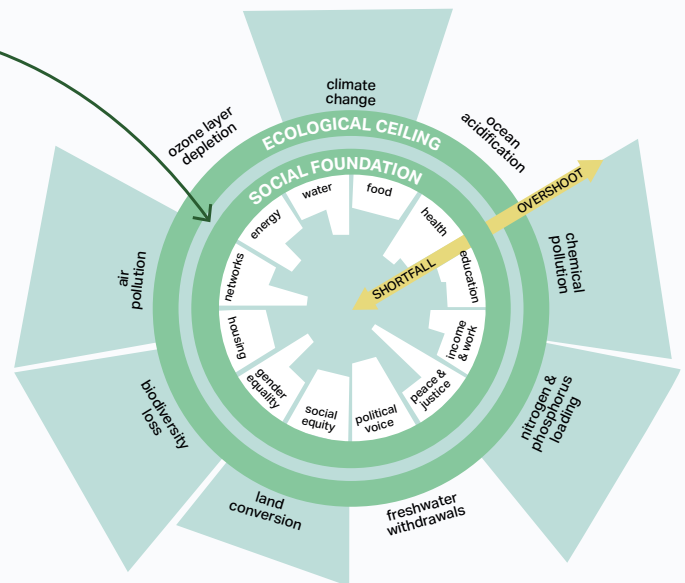 climate
change
ozone layer
depletion
ocean
acidification
ECOLOGICAL CEILING
SOCIAL FOUNDATION
OVERSHOOT
SHORTFALL
water
food
energy
health
networks
education
housing
income
& work
gender
equality
peace &
justice
social
equity
political
voice
air
pollution
chemical
pollution
biodiversity
loss
nitrogen &
phosphorus
loading
land
conversion
freshwater
withdrawals